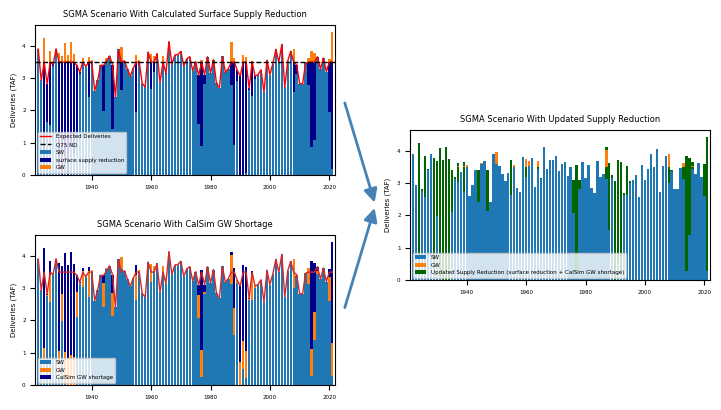 SGMA Scenario With Calculated Surface Supply Reduction
Deliveries (TAF)
4
3
2
1
0
Expected Deliveries
Q75 ND
SW
surface supply reduction
GW
1940
1960
1980
2000
2020
SGMA Scenario With CalSim GW Shortage
Deliveries (TAF)
4
3
2
1
0
SW
GW
CalSim GW shortage
1940
1960
1980
2000
2020
SGMA Scenario With Updated Supply Reduction
Deliveries (TAF)
4
3
2
1
0
SW
GW
Updated Supply Reduction (surface reduction + CalSim GW shortage)
1940
1960
1980
2000
2020